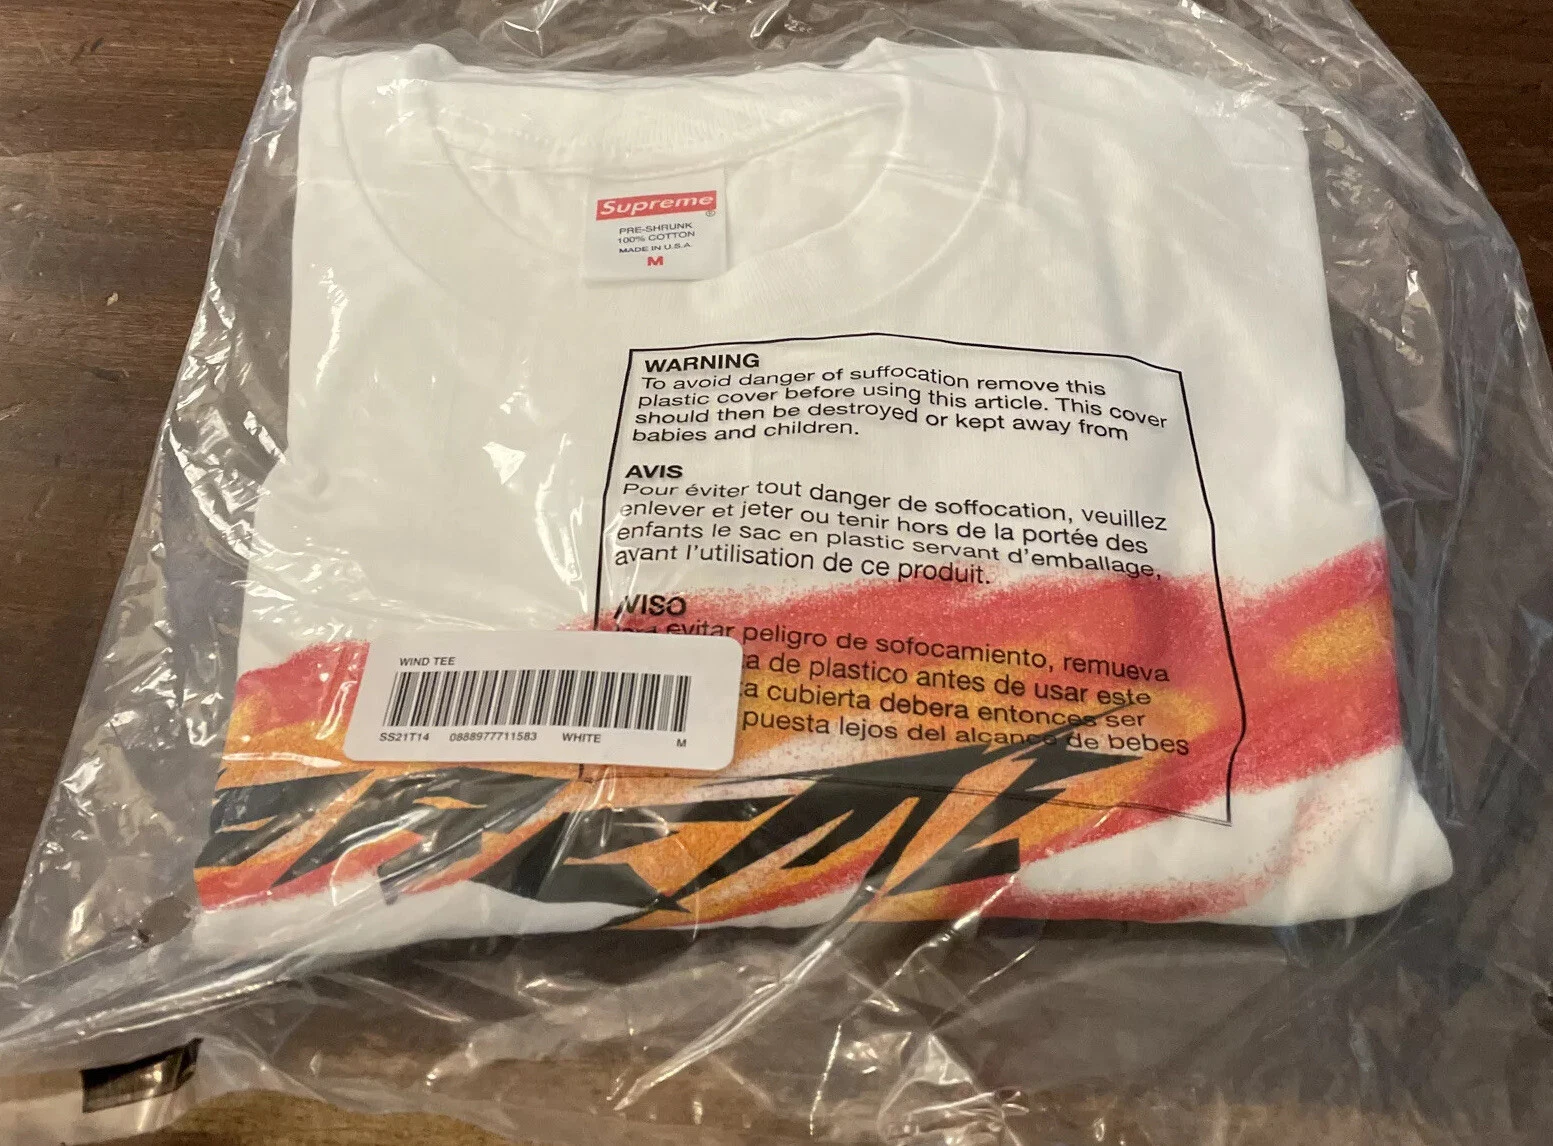 Supreme
®
PRE-SHRUNK
100% COTTON
MADE IN U.S.A.
M
WARNING
To avoid danger of suffocation remove this
plastic cover before using this article. This cover
should then be destroyed or kept away from
babies and children.
AVIS
Pour éviter tout danger de soffocation, veuillez
enlever et jeter ou tenir hors de la portée des
enfants le sac en plastic servant d'emballage,
avant l'utilisation de ce produit.
AVISO
evitar peligro de sofocamiento, remueva
de plastico antes de usar este
cubierta debera entonces ser
puesta lejos del alcance de bebes
WIND TEE
SS21T14 0888977711583 WHITE M